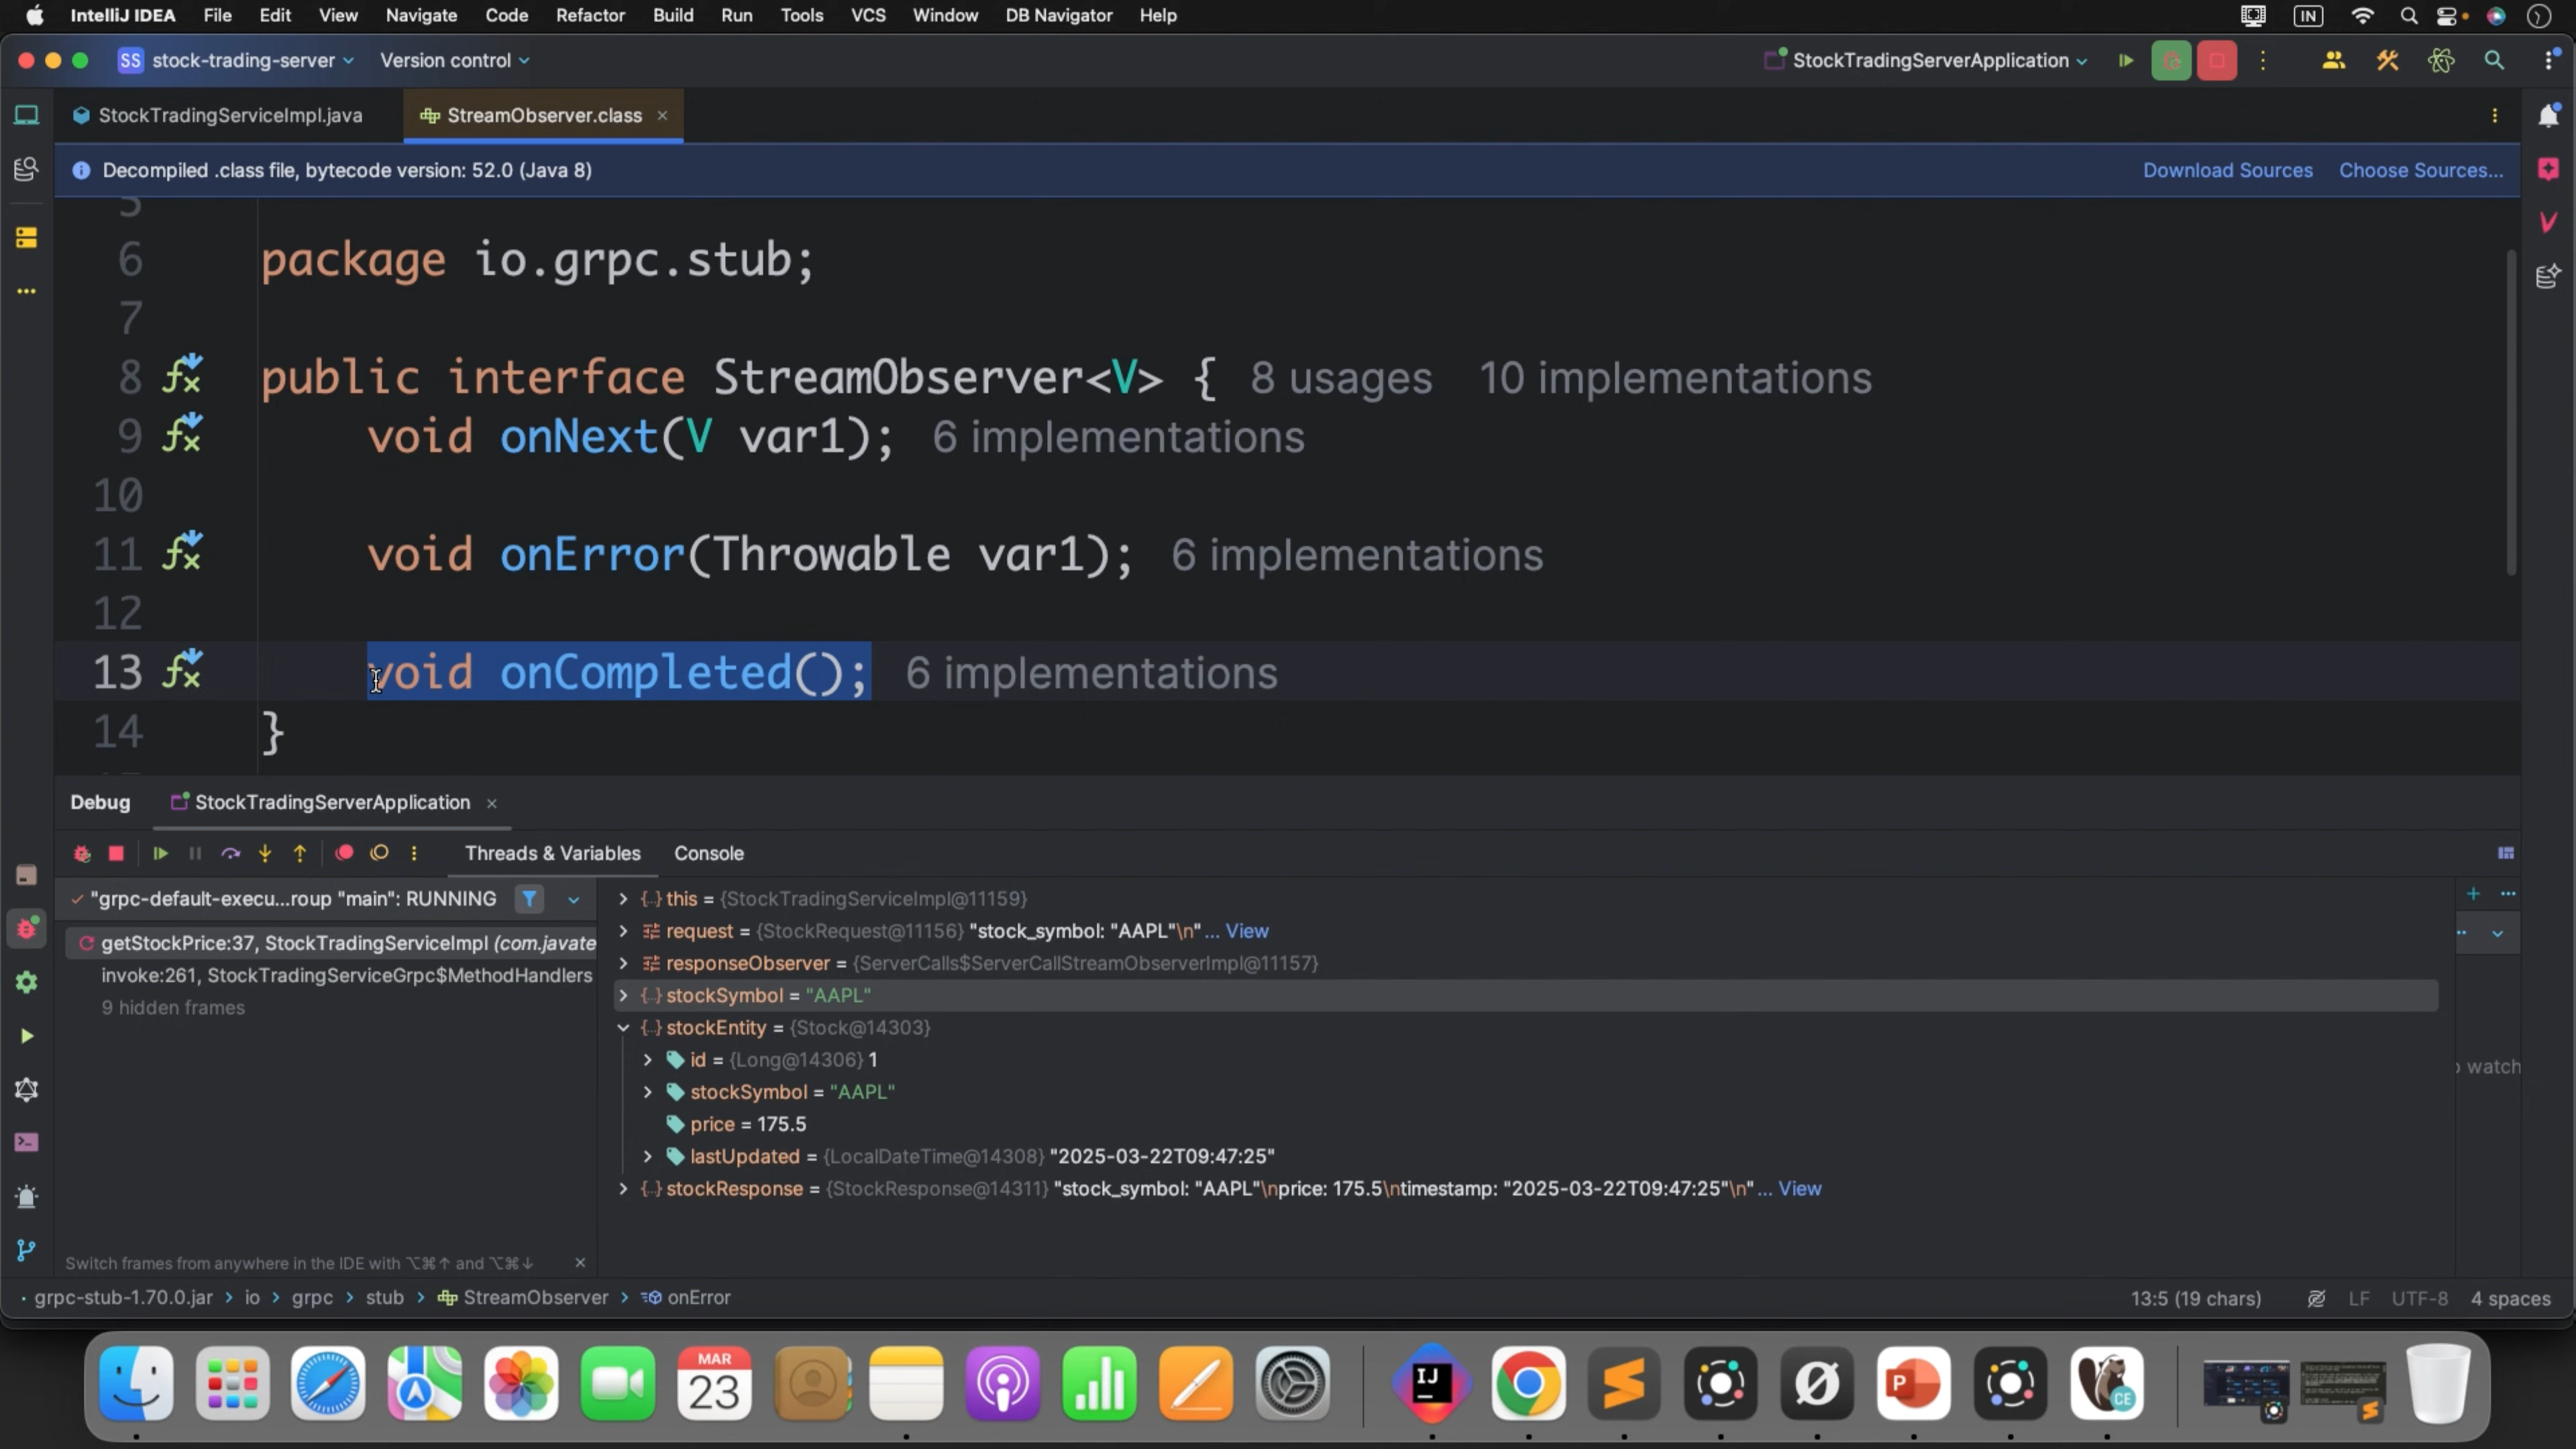 IntelliJ IDEA File Edit View Navigate Code Refactor Build Run Tools VCS Window DB Navigator Help IN
SS stock-trading-server Version control StockTradingServerApplication
StockTradingServiceImpl.java StreamObserver.class
Decompiled .class file, bytecode version: 52.0 (Java 8) Download Sources Choose Sources...
5
6 package io.grpc.stub;
7
8 public interface StreamObserver<V> { 8 usages 10 implementations
9 void onNext(V var1); 6 implementations
10
11 void onError(Throwable var1); 6 implementations
12
13 void onCompleted(); 6 implementations
14 }
Debug StockTradingServerApplication
Threads & Variables Console
"grpc-default-execu...roup "main": RUNNING
getStockPrice:37, StockTradingServiceImpl (com.javate
invoke:261, StockTradingServiceGrpc$MethodHandlers
9 hidden frames
this = {StockTradingServiceImpl@11159}
request = {StockRequest@11156} "stock_symbol: "AAPL"\n" ... View
responseObserver = {ServerCalls$ServerCallStreamObserverImpl@11157}
stockSymbol = "AAPL"
stockEntity = {Stock@14303}
id = {Long@14306} 1
stockSymbol = "AAPL"
price = 175.5
lastUpdated = {LocalDateTime@14308} "2025-03-22T09:47:25"
stockResponse = {StockResponse@14311} "stock_symbol: "AAPL"\nprice: 175.5\ntimestamp: "2025-03-22T09:47:25"\n" ... View
watch
Switch frames from anywhere in the IDE with ⌥⌘↑ and ⌥⌘↓
grpc-stub-1.70.0.jar > io > grpc > stub > StreamObserver > onError 13:5 (19 chars) LF UTF-8 4 spaces
MAR
23
IJ
P
CE